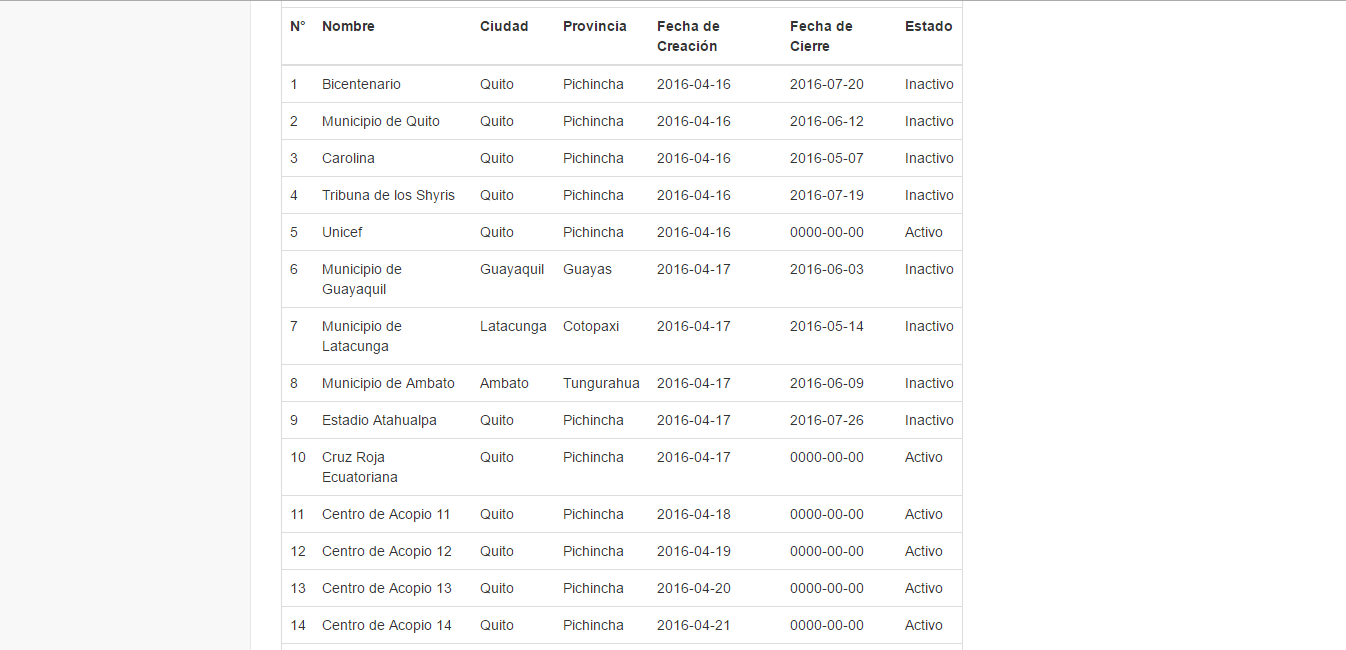 N° Nombre Ciudad Provincia Fecha de Creación Fecha de Cierre Estado
1 Bicentenario Quito Pichincha 2016-04-16 2016-07-20 Inactivo
2 Municipio de Quito Quito Pichincha 2016-04-16 2016-06-12 Inactivo
3 Carolina Quito Pichincha 2016-04-16 2016-05-07 Inactivo
4 Tribuna de los Shyris Quito Pichincha 2016-04-16 2016-07-19 Inactivo
5 Unicef Quito Pichincha 2016-04-16 0000-00-00 Activo
6 Municipio de Guayaquil Guayaquil Guayas 2016-04-17 2016-06-03 Inactivo
7 Municipio de Latacunga Latacunga Cotopaxi 2016-04-17 2016-05-14 Inactivo
8 Municipio de Ambato Ambato Tungurahua 2016-04-17 2016-06-09 Inactivo
9 Estadio Atahualpa Quito Pichincha 2016-04-17 2016-07-26 Inactivo
10 Cruz Roja Ecuatoriana Quito Pichincha 2016-04-17 0000-00-00 Activo
11 Centro de Acopio 11 Quito Pichincha 2016-04-18 0000-00-00 Activo
12 Centro de Acopio 12 Quito Pichincha 2016-04-19 0000-00-00 Activo
13 Centro de Acopio 13 Quito Pichincha 2016-04-20 0000-00-00 Activo
14 Centro de Acopio 14 Quito Pichincha 2016-04-21 0000-00-00 Activo